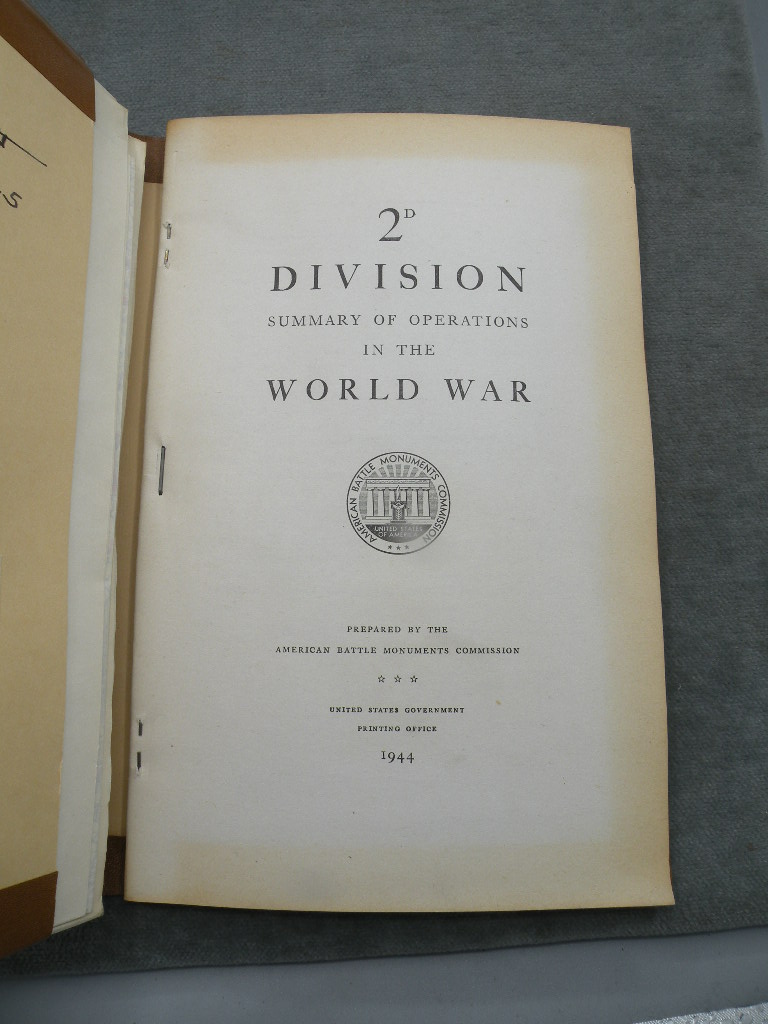 2D
DIVISION
SUMMARY OF OPERATIONS
IN THE
WORLD WAR
AMERICAN BATTLE MONUMENTS COMMISSION
UNITED STATES
OF AMERICA
PREPARED BY THE
AMERICAN BATTLE MONUMENTS COMMISSION
UNITED STATES GOVERNMENT
PRINTING OFFICE
1944